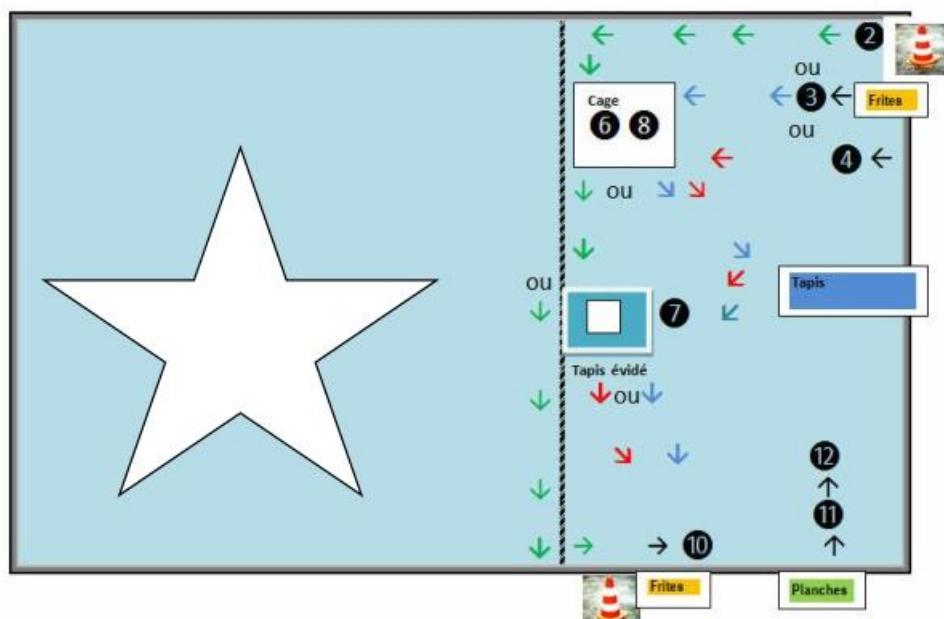 2
ou
Cage
3
Frites
6 8
ou
4
ou
ou
Tapis
7
Tapis évidé
ou
12
11
10
Frites
Planches